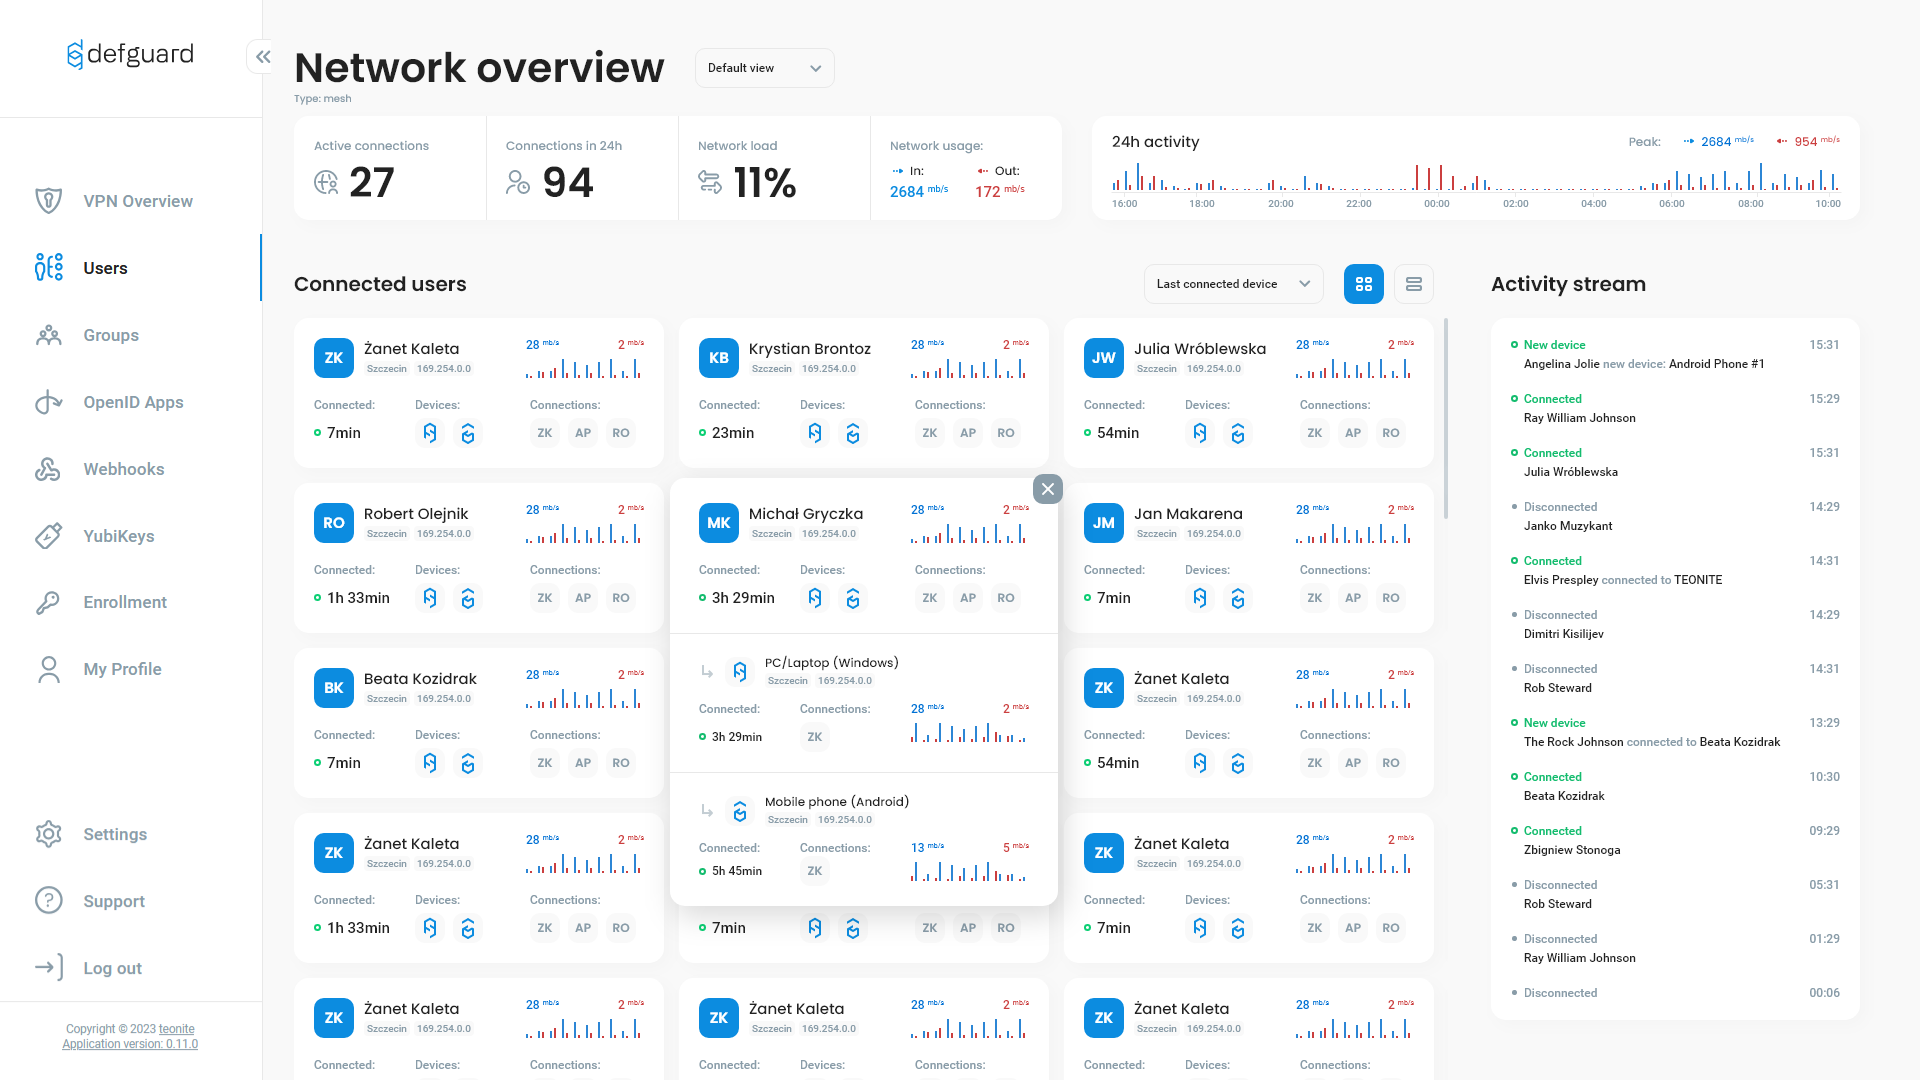 defguard
VPN Overview
Users
Groups
OpenID Apps
Webhooks
YubiKeys
Enrollment
My Profile
Settings
Support
Log out
Copyright © 2023 teonite
Application version: 0.11.0
Network overview
Default view
Type: mesh
Active connections
27
Connections in 24h
94
Network load
11%
Network usage:
In:
2684 mb/s
Out:
172 mb/s
24h activity
Peak: 2684 mb/s 954 mb/s
16:00 18:00 20:00 22:00 00:00 02:00 04:00 06:00 08:00 10:00
Connected users
Last connected device
ZK Żanet Kaleta 28 mb/s 2 mb/s
Szczecin 169.254.0.0
Connected: Devices: Connections:
7min ZK AP RO
KB Krystian Brontoz 28 mb/s 2 mb/s
Szczecin 169.254.0.0
Connected: Devices: Connections:
23min ZK AP RO
JW Julia Wróblewska 28 mb/s 2 mb/s
Szczecin 169.254.0.0
Connected: Devices: Connections:
54min ZK AP RO
RO Robert Olejnik 28 mb/s 2 mb/s
Szczecin 169.254.0.0
Connected: Devices: Connections:
1h 33min ZK AP RO
MK Michał Gryczka 28 mb/s 2 mb/s
Szczecin 169.254.0.0
Connected: Devices: Connections:
3h 29min ZK AP RO
PC/Laptop (Windows)
Szczecin 169.254.0.0
Connected: Connections: 28 mb/s 2 mb/s
3h 29min ZK
Mobile phone (Android)
Szczecin 169.254.0.0
Connected: Connections: 13 mb/s 5 mb/s
5h 45min ZK
JM Jan Makarena 28 mb/s 2 mb/s
Szczecin 169.254.0.0
Connected: Devices: Connections:
7min ZK AP RO
BK Beata Kozidrak 28 mb/s 2 mb/s
Szczecin 169.254.0.0
Connected: Devices: Connections:
7min ZK AP RO
ZK Żanet Kaleta 28 mb/s 2 mb/s
Szczecin 169.254.0.0
Connected: Devices: Connections:
54min ZK AP RO
ZK Żanet Kaleta 28 mb/s 2 mb/s
Szczecin 169.254.0.0
Connected: Devices: Connections:
1h 33min ZK AP RO
7min ZK AP RO
ZK Żanet Kaleta 28 mb/s 2 mb/s
Szczecin 169.254.0.0
Connected: Devices: Connections:
7min ZK AP RO
ZK Żanet Kaleta 28 mb/s 2 mb/s
Szczecin 169.254.0.0
Connected: Devices: Connections:
ZK Żanet Kaleta 28 mb/s 2 mb/s
Szczecin 169.254.0.0
Connected: Devices: Connections:
ZK Żanet Kaleta 28 mb/s 2 mb/s
Szczecin 169.254.0.0
Connected: Devices: Connections:
Activity stream
New device 15:31
Angelina Jolie new device: Android Phone #1
Connected 15:29
Ray William Johnson
Connected 15:31
Julia Wróblewska
Disconnected 14:29
Janko Muzykant
Connected 14:31
Elvis Prespley connected to TEONITE
Disconnected 14:29
Dimitri Kisilijev
Disconnected 14:31
Rob Steward
New device 13:29
The Rock Johnson connected to Beata Kozidrak
Connected 10:30
Beata Kozidrak
Connected 09:29
Zbigniew Stonoga
Disconnected 05:31
Rob Steward
Disconnected 01:29
Ray William Johnson
Disconnected 00:06